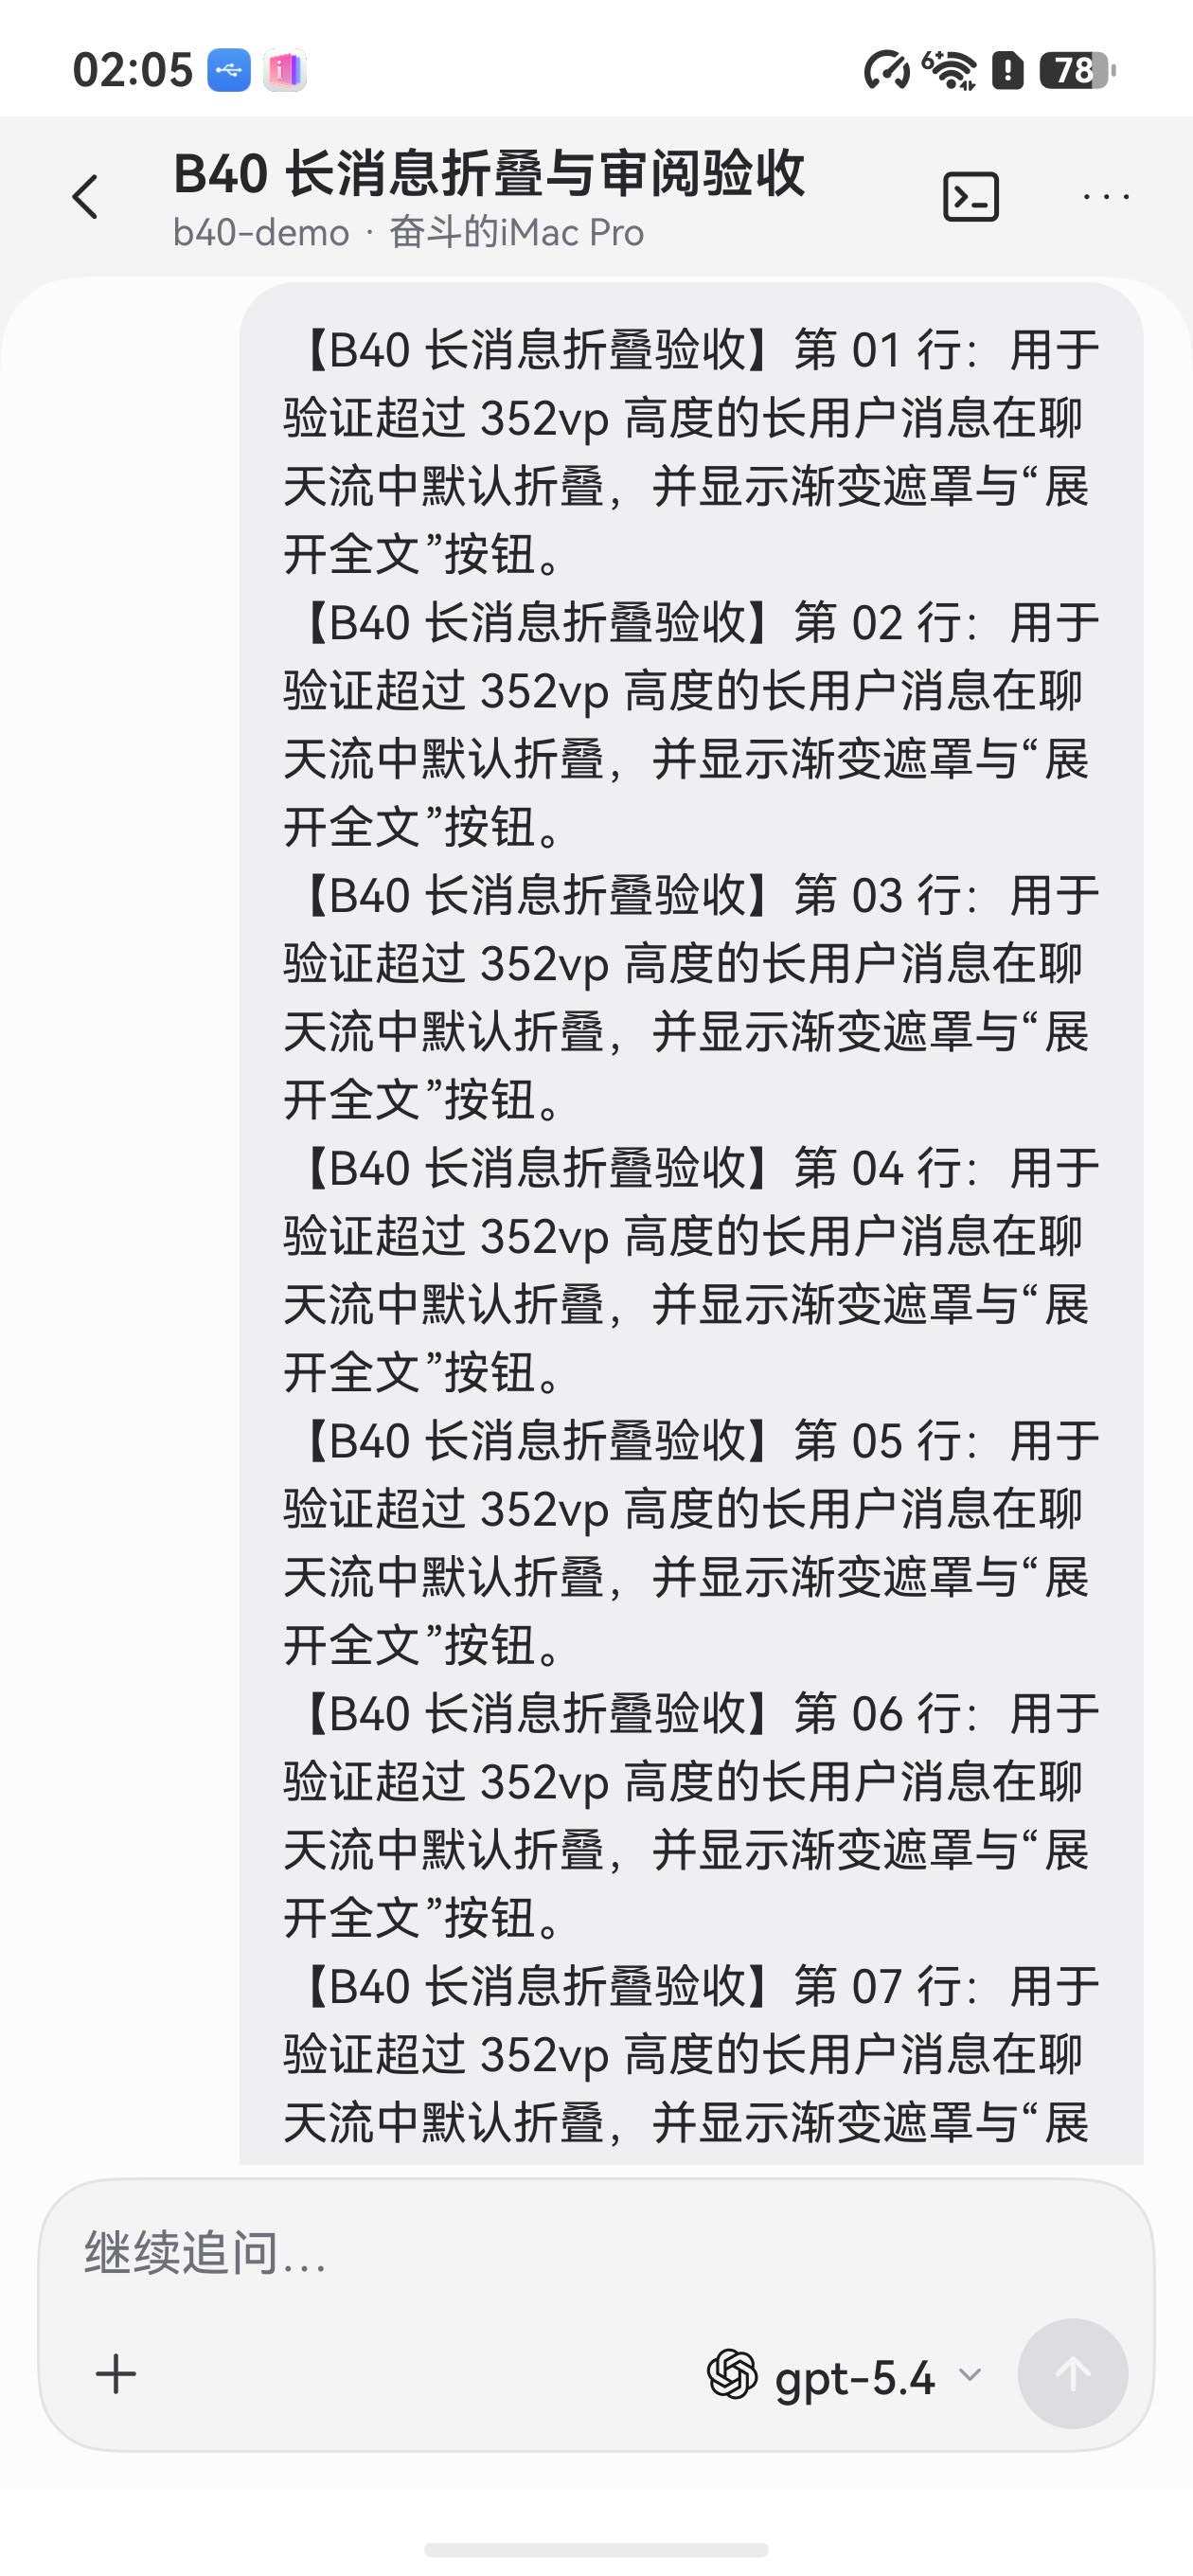 02:05
6+
78
B40 长消息折叠与审阅验收
b40-demo · 奋斗的iMac Pro
【B40 长消息折叠验收】第 01 行：用于
验证超过 352vp 高度的长用户消息在聊
天流中默认折叠，并显示渐变遮罩与“展
开全文”按钮。
【B40 长消息折叠验收】第 02 行：用于
验证超过 352vp 高度的长用户消息在聊
天流中默认折叠，并显示渐变遮罩与“展
开全文”按钮。
【B40 长消息折叠验收】第 03 行：用于
验证超过 352vp 高度的长用户消息在聊
天流中默认折叠，并显示渐变遮罩与“展
开全文”按钮。
【B40 长消息折叠验收】第 04 行：用于
验证超过 352vp 高度的长用户消息在聊
天流中默认折叠，并显示渐变遮罩与“展
开全文”按钮。
【B40 长消息折叠验收】第 05 行：用于
验证超过 352vp 高度的长用户消息在聊
天流中默认折叠，并显示渐变遮罩与“展
开全文”按钮。
【B40 长消息折叠验收】第 06 行：用于
验证超过 352vp 高度的长用户消息在聊
天流中默认折叠，并显示渐变遮罩与“展
开全文”按钮。
【B40 长消息折叠验收】第 07 行：用于
验证超过 352vp 高度的长用户消息在聊
天流中默认折叠，并显示渐变遮罩与“展
继续追问...
gpt-5.4